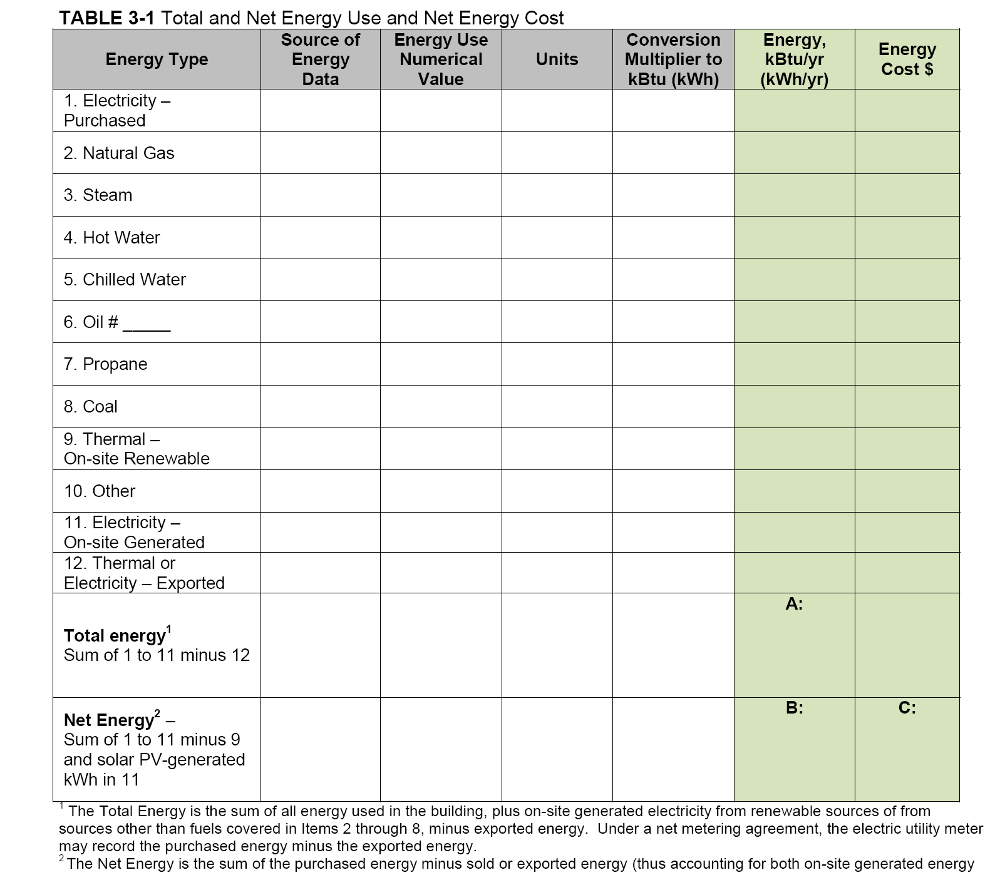 TABLE 3-1 Total and Net Energy Use and Net Energy Cost
Energy Type
Source of
Energy
Data
Energy Use
Numerical
Value
Units
Conversion
Multiplier to
kBtu (kWh)
Energy,
kBtu/yr
(kWh/yr)
Energy
Cost $
1. Electricity –
Purchased
2. Natural Gas
3. Steam
4. Hot Water
5. Chilled Water
6. Oil # _____
7. Propane
8. Coal
9. Thermal –
On-site Renewable
10. Other
11. Electricity –
On-site Generated
12. Thermal or
Electricity – Exported
Total energy1
Sum of 1 to 11 minus 12
A:
Net Energy2 –
Sum of 1 to 11 minus 9
and solar PV-generated
kWh in 11
B:
C:
1 The Total Energy is the sum of all energy used in the building, plus on-site generated electricity from renewable sources of from
sources other than fuels covered in Items 2 through 8, minus exported energy.  Under a net metering agreement, the electric utility meter
may record the purchased energy minus the exported energy.
2 The Net Energy is the sum of the purchased energy minus sold or exported energy (thus accounting for both on-site generated energy